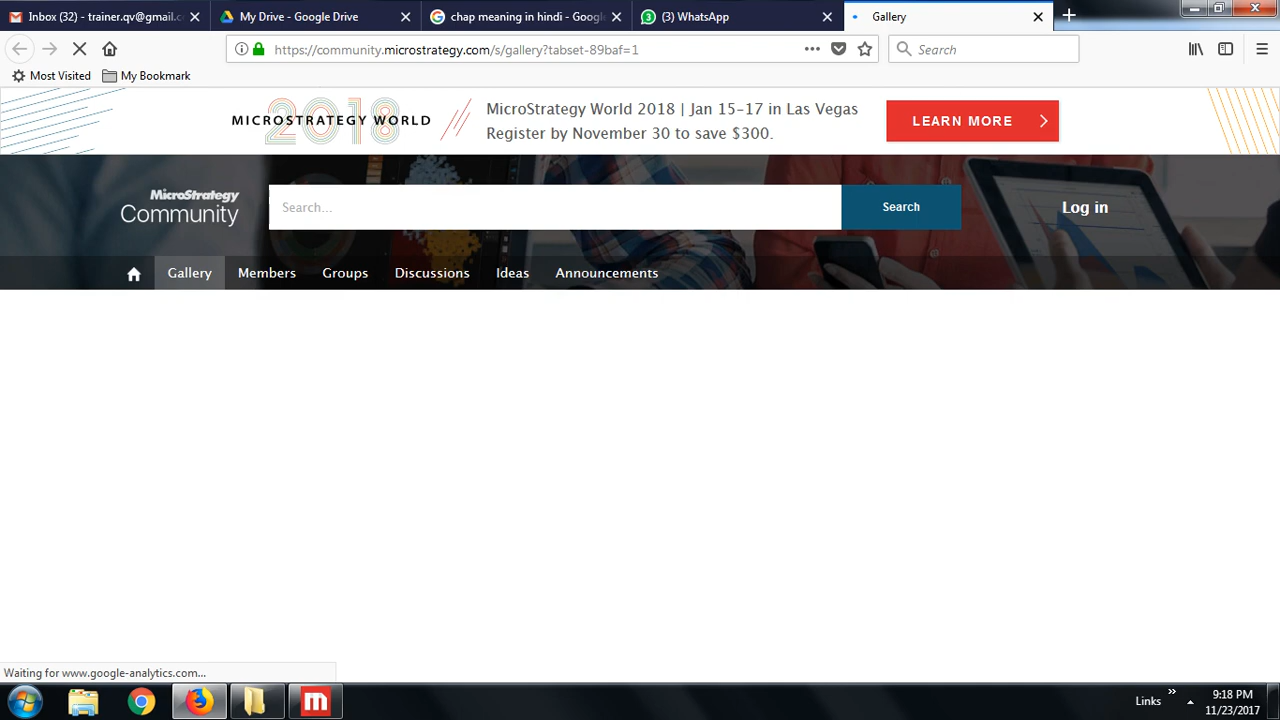 Inbox (32) - trainer.qv@gmail.c
My Drive - Google Drive
chap meaning in hindi - Googl
(3) WhatsApp
Gallery
https://community.microstrategy.com/s/gallery?tabset-89baf=1
Search
Most Visited
My Bookmark
2018
MICROSTRATEGY WORLD
MicroStrategy World 2018 | Jan 15-17 in Las Vegas
Register by November 30 to save $300.
LEARN MORE
MicroStrategy
Community
Search...
Search
Log in
Gallery
Members
Groups
Discussions
Ideas
Announcements
Waiting for www.google-analytics.com...
Links
9:18 PM
11/23/2017